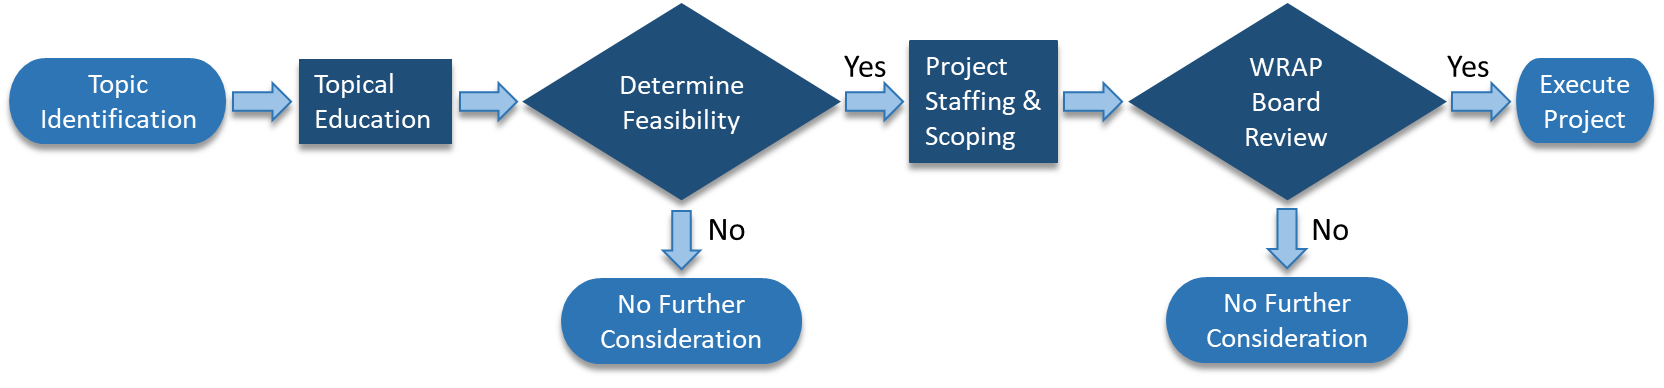 Topic
Identification
Topical
Education
Determine
Feasibility
Yes
Project
Staffing &
Scoping
WRAP
Board
Review
Yes
Execute
Project
No
No Further
Consideration
No
No Further
Consideration